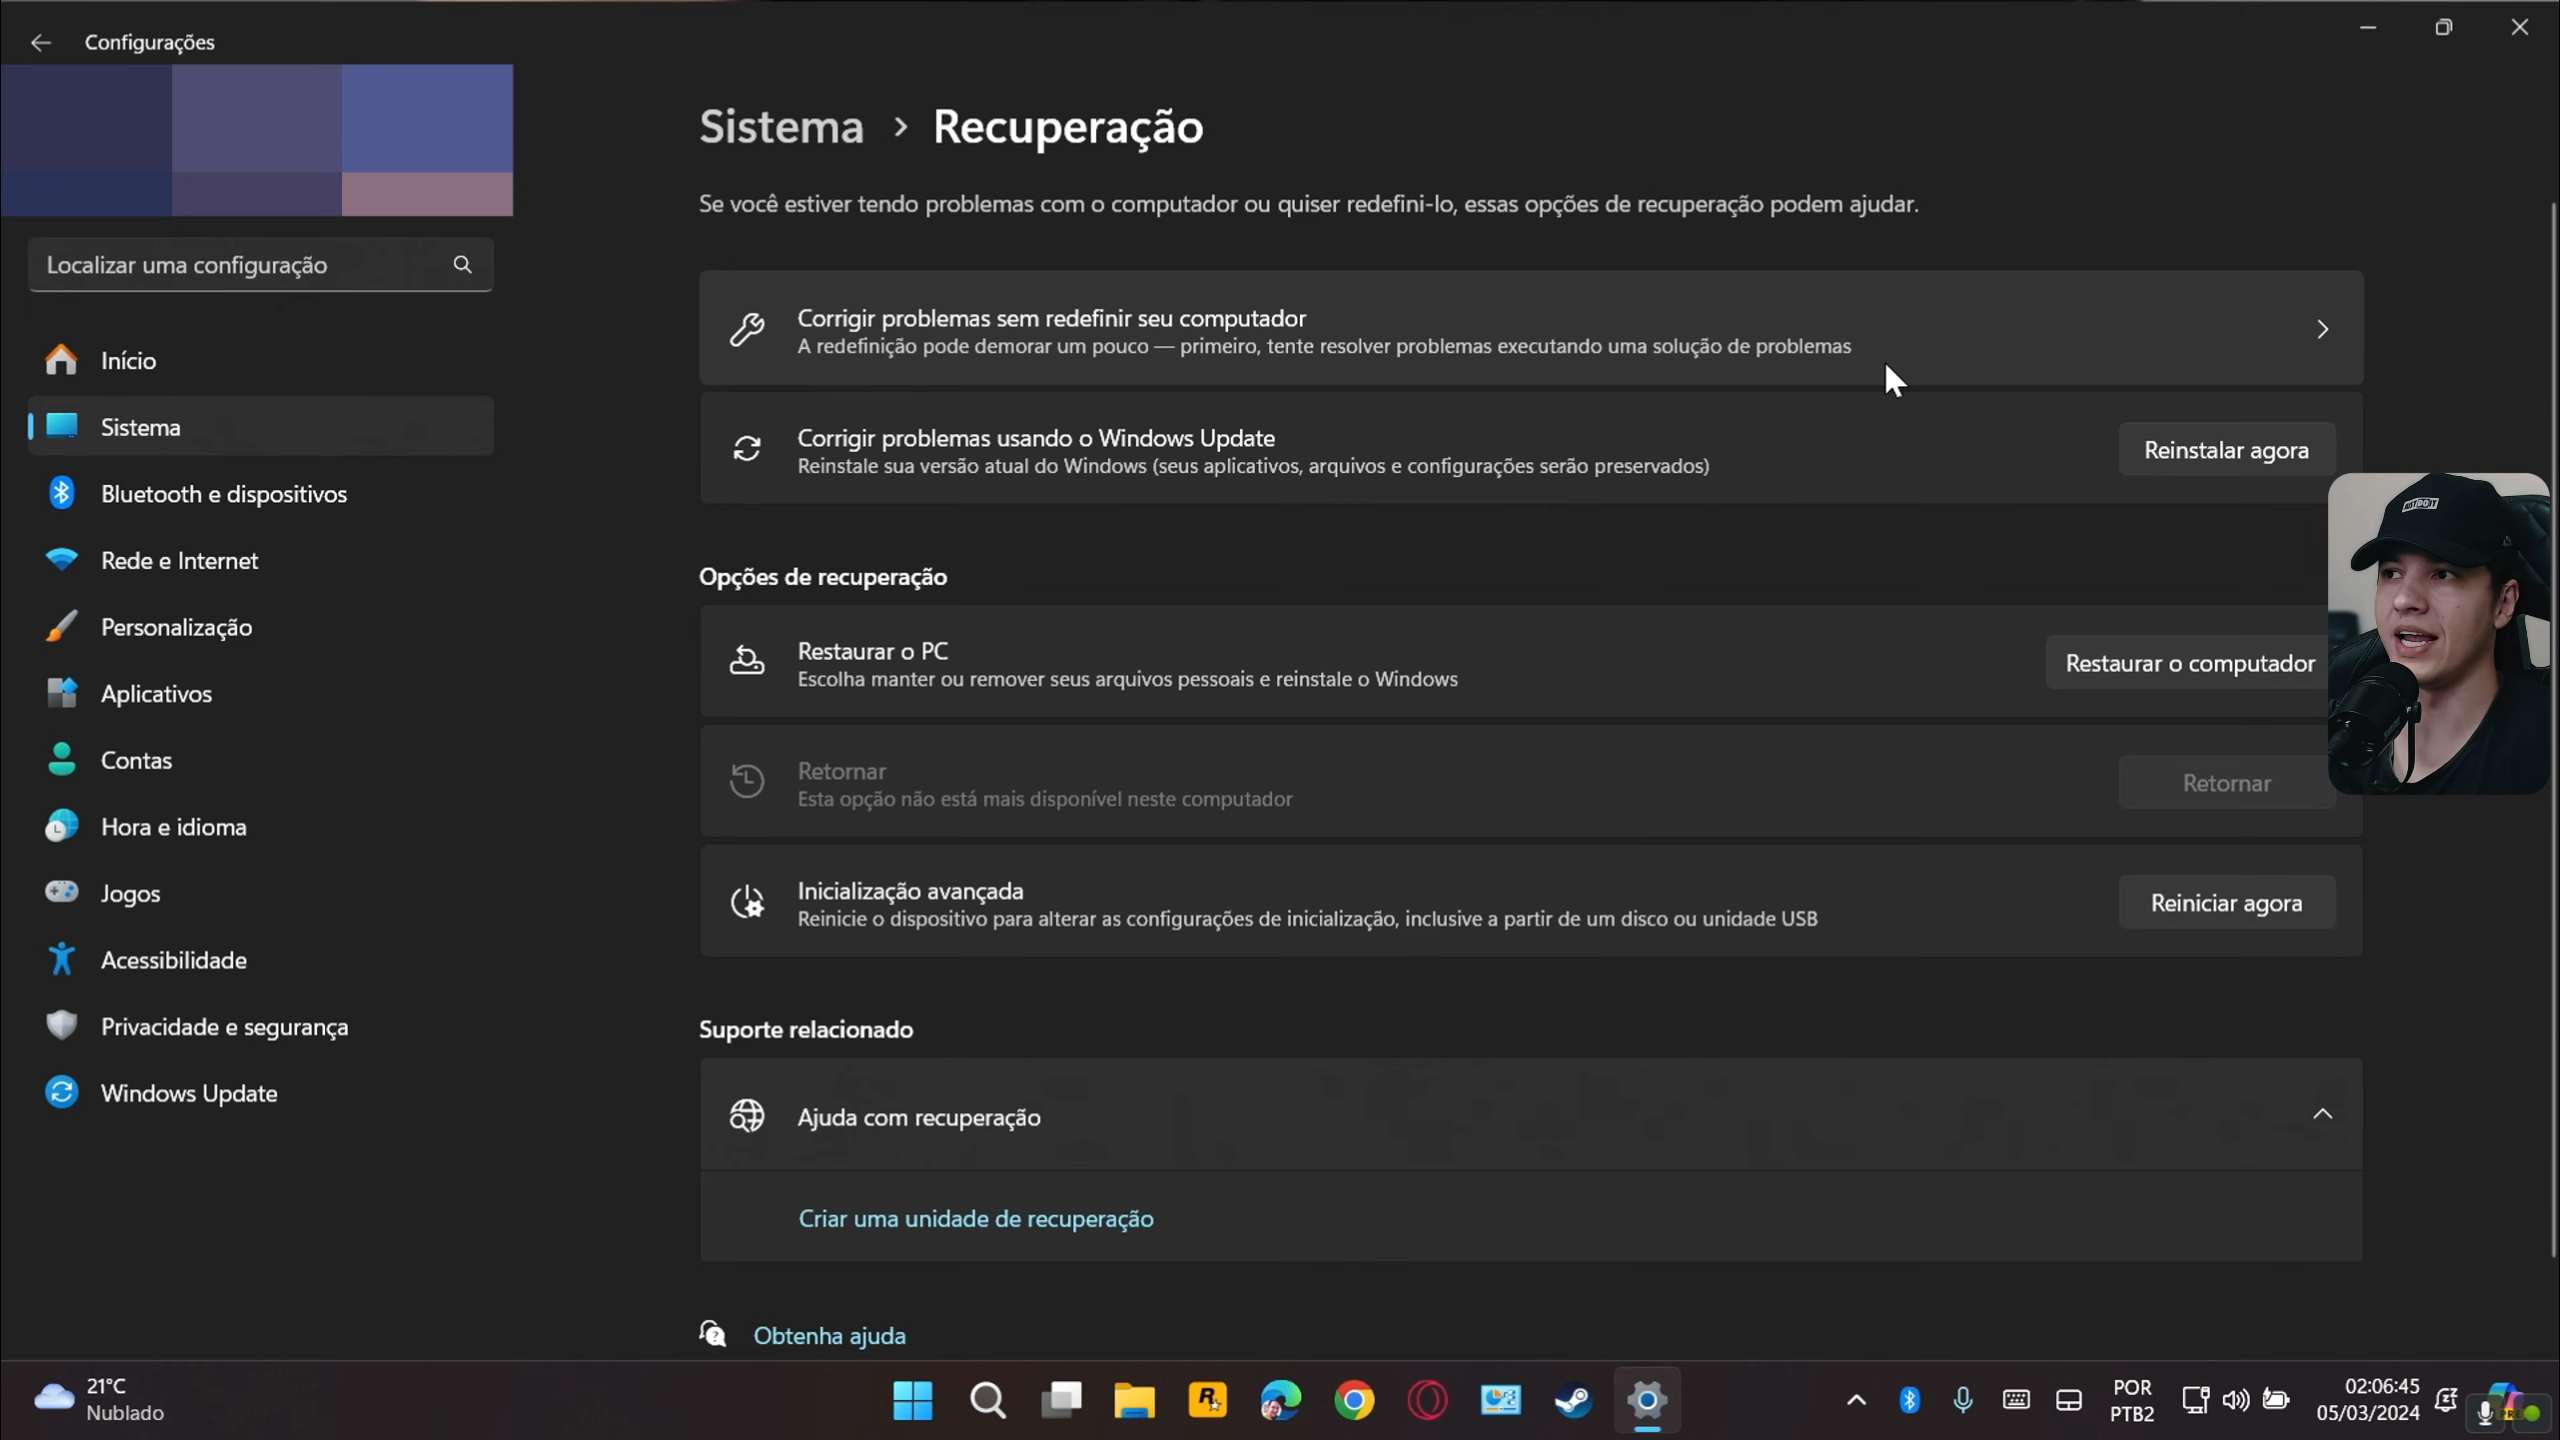 Configurações
Localizar uma configuração
Início
Sistema
Bluetooth e dispositivos
Rede e Internet
Personalização
Aplicativos
Contas
Hora e idioma
Jogos
Acessibilidade
Privacidade e segurança
Windows Update
Sistema > Recuperação
Se você estiver tendo problemas com o computador ou quiser redefini-lo, essas opções de recuperação podem ajudar.
Corrigir problemas sem redefinir seu computador
A redefinição pode demorar um pouco — primeiro, tente resolver problemas executando uma solução de problemas
Corrigir problemas usando o Windows Update
Reinstale sua versão atual do Windows (seus aplicativos, arquivos e configurações serão preservados)
Reinstalar agora
Opções de recuperação
Restaurar o PC
Escolha manter ou remover seus arquivos pessoais e reinstale o Windows
Restaurar o computador
Retornar
Esta opção não está mais disponível neste computador
Retornar
Inicialização avançada
Reinicie o dispositivo para alterar as configurações de inicialização, inclusive a partir de um disco ou unidade USB
Reiniciar agora
Suporte relacionado
Ajuda com recuperação
Criar uma unidade de recuperação
Obtenha ajuda
21°C
Nublado
POR
PTB2
02:06:45
05/03/2024